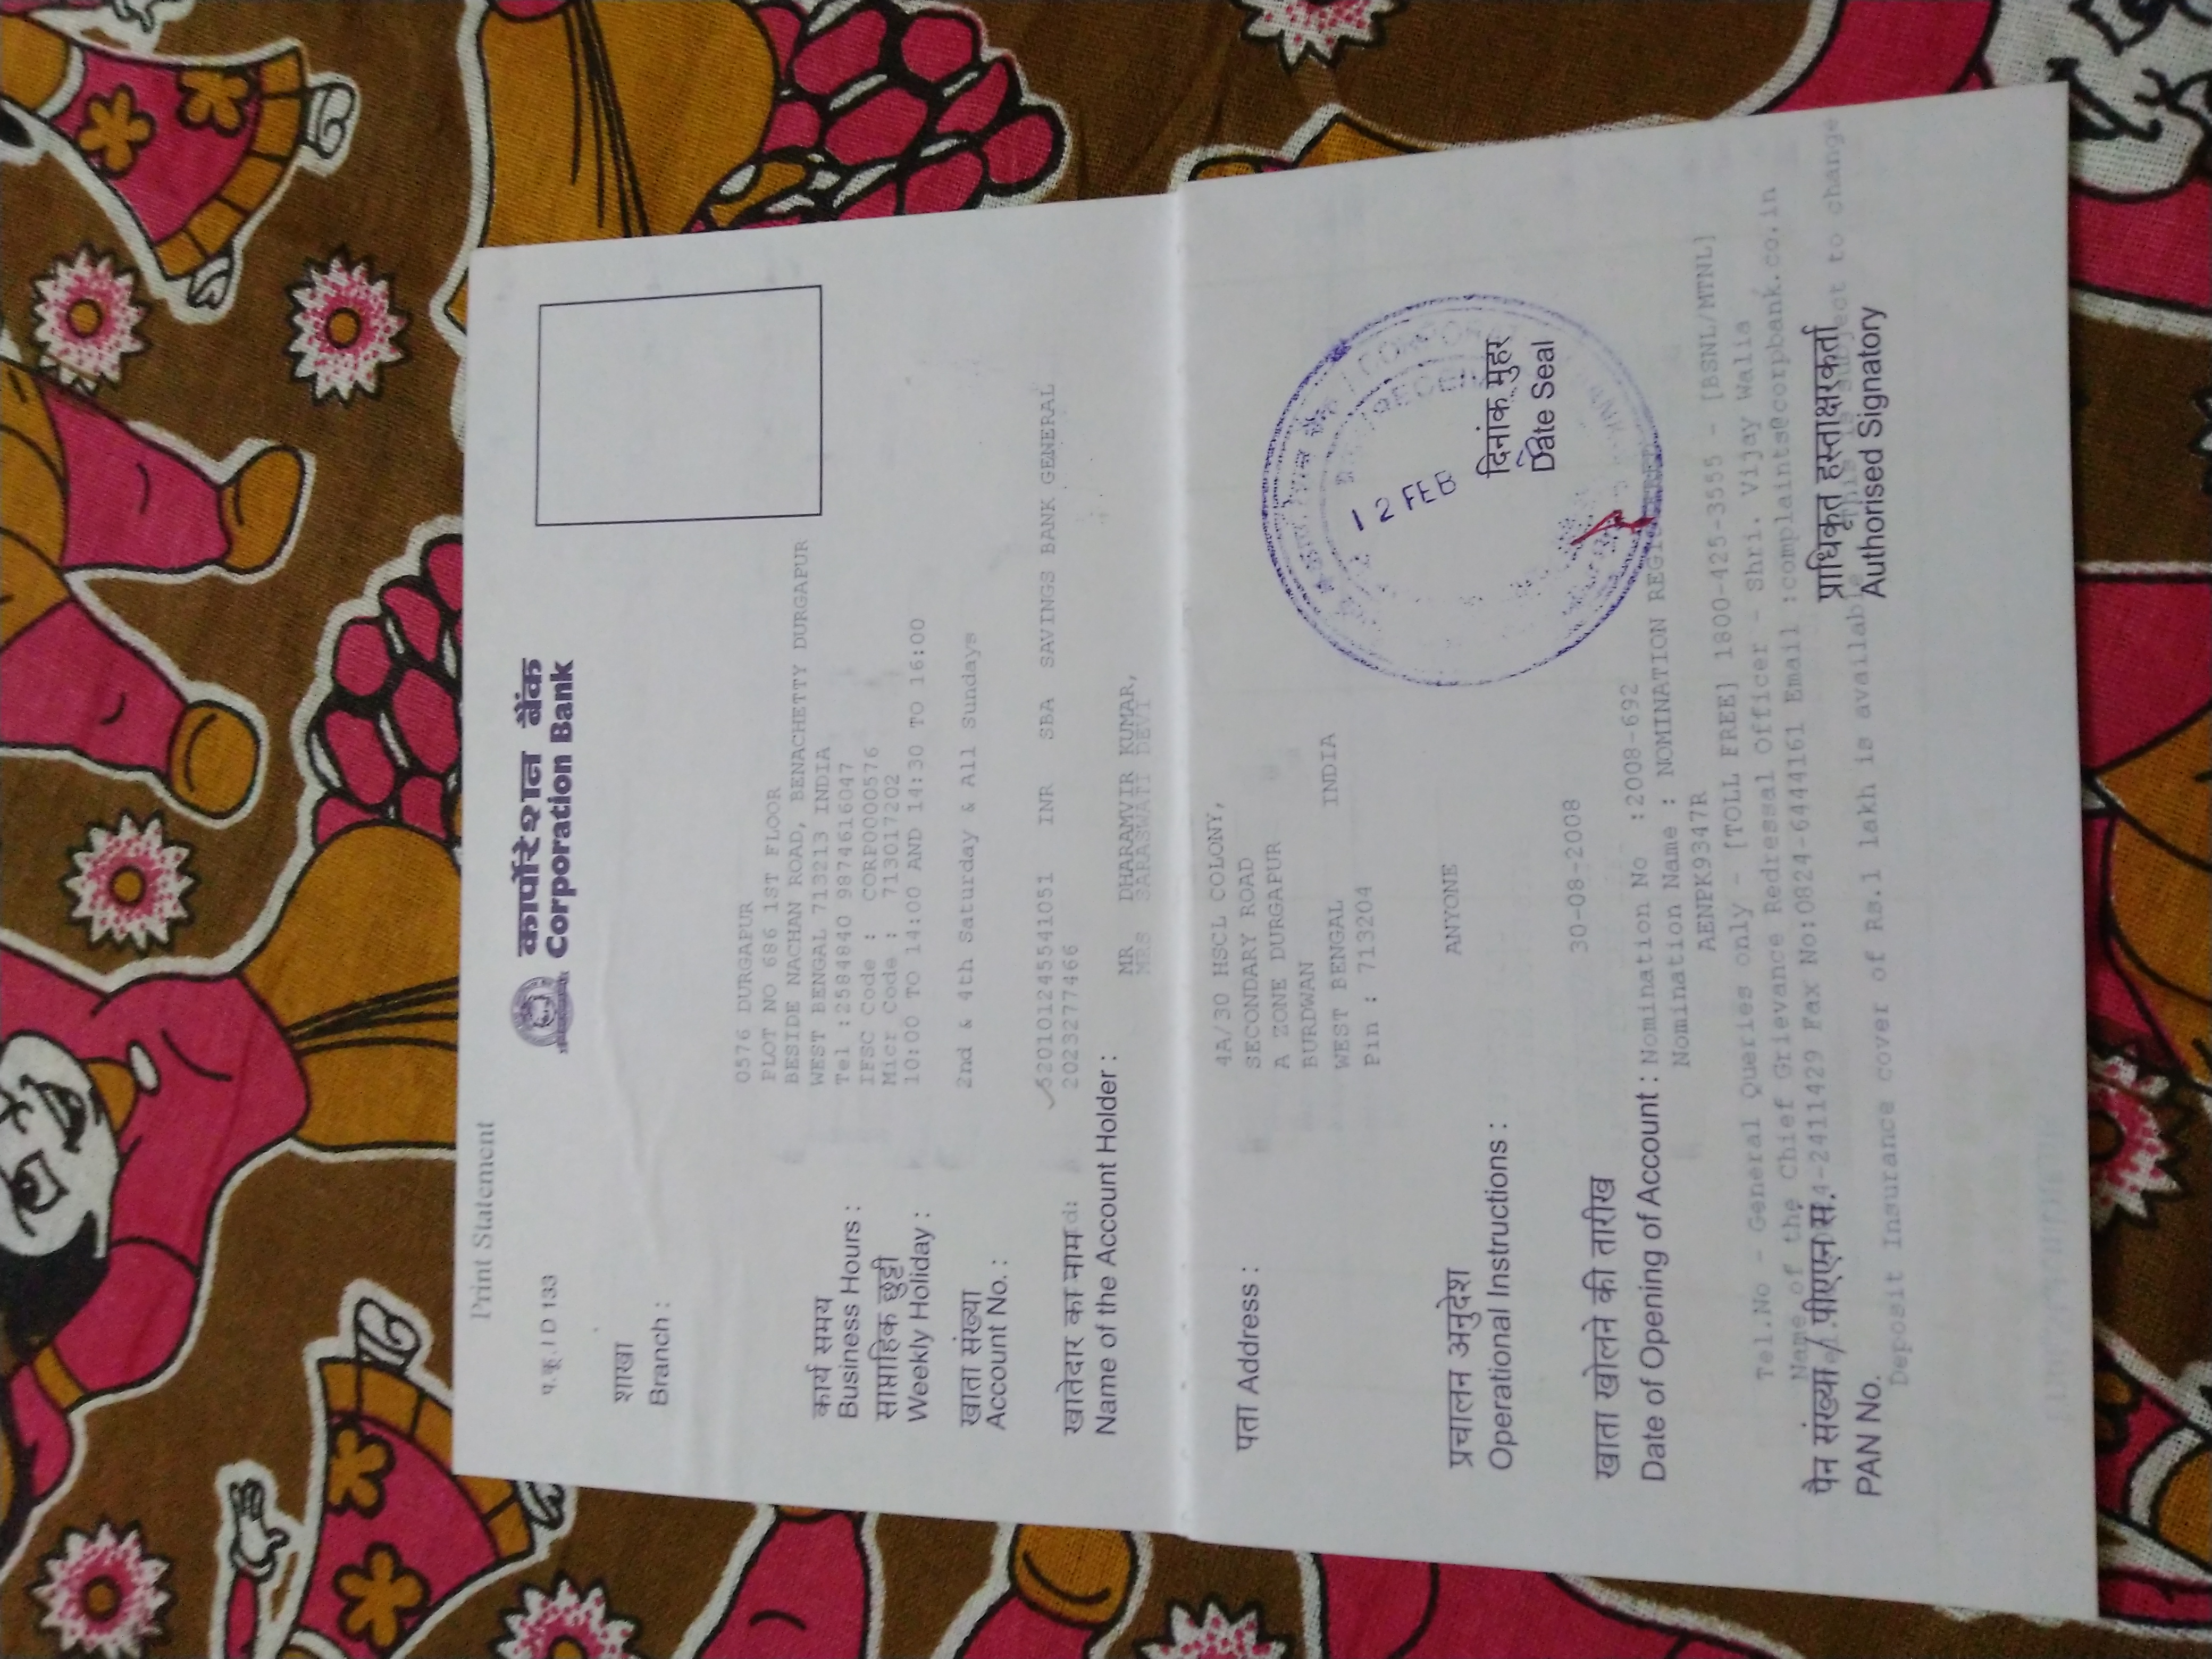 Print Statement
प.कू.ID 133
कार्पोरेशन बैंक
Corporation Bank
शाखा
Branch :
0576 DURGAPUR
PLOT NO 686 1ST FLOOR
BESIDE NACHAN ROAD, BENACHETTY DURGAPUR
WEST BENGAL 713213 INDIA
कार्य समय
Business Hours :
Tel :2584840 9874616047
IFSC Code : CORP0000576
साप्ताहिक छुट्टी
Micr Code : 713017202
Weekly Holiday :
10:00 TO 14:00 AND 14:30 TO 16:00
खाता संख्या
2nd & 4th Saturday & All Sundays
Account No. :
520101245541051 INR SBA SAVINGS BANK GENERAL
खातेदार का नाम d: 2023277466
Name of the Account Holder :
MR DHARAMVIR KUMAR,
MRS SARASWATI DEVI
पता Address :
4A/30 HSCL COLONY,
SECONDARY ROAD
A ZONE DURGAPUR
BURDWAN
WEST BENGAL INDIA
Pin : 713204
प्रचालन अनुदेश
ANYONE
Operational Instructions :
12 FEB
दिनांक मुहर
Date Seal
30-08-2008
खाता खोलने की तारीख
Date of Opening of Account :
Nomination No :2008-692
Nomination Name : NOMINATION REGISTERED
AENPK9347R
Tel.No - General Queries only - [TOLL FREE] 1800-425-3555 - [BSNL/MTNL]
Name of the Chief Grievance Redressal Officer - Shri. Vijay Walia
4-2411429 Fax No:0824-6444161 Email :complaints@corpbank.co.in
पैन संख्या / पीएएन सं.
PAN No.
प्राधिकृत हस्ताक्षरकर्ता
Authorised Signatory
Deposit Insurance cover of Rs.1 lakh is available This is subject to change